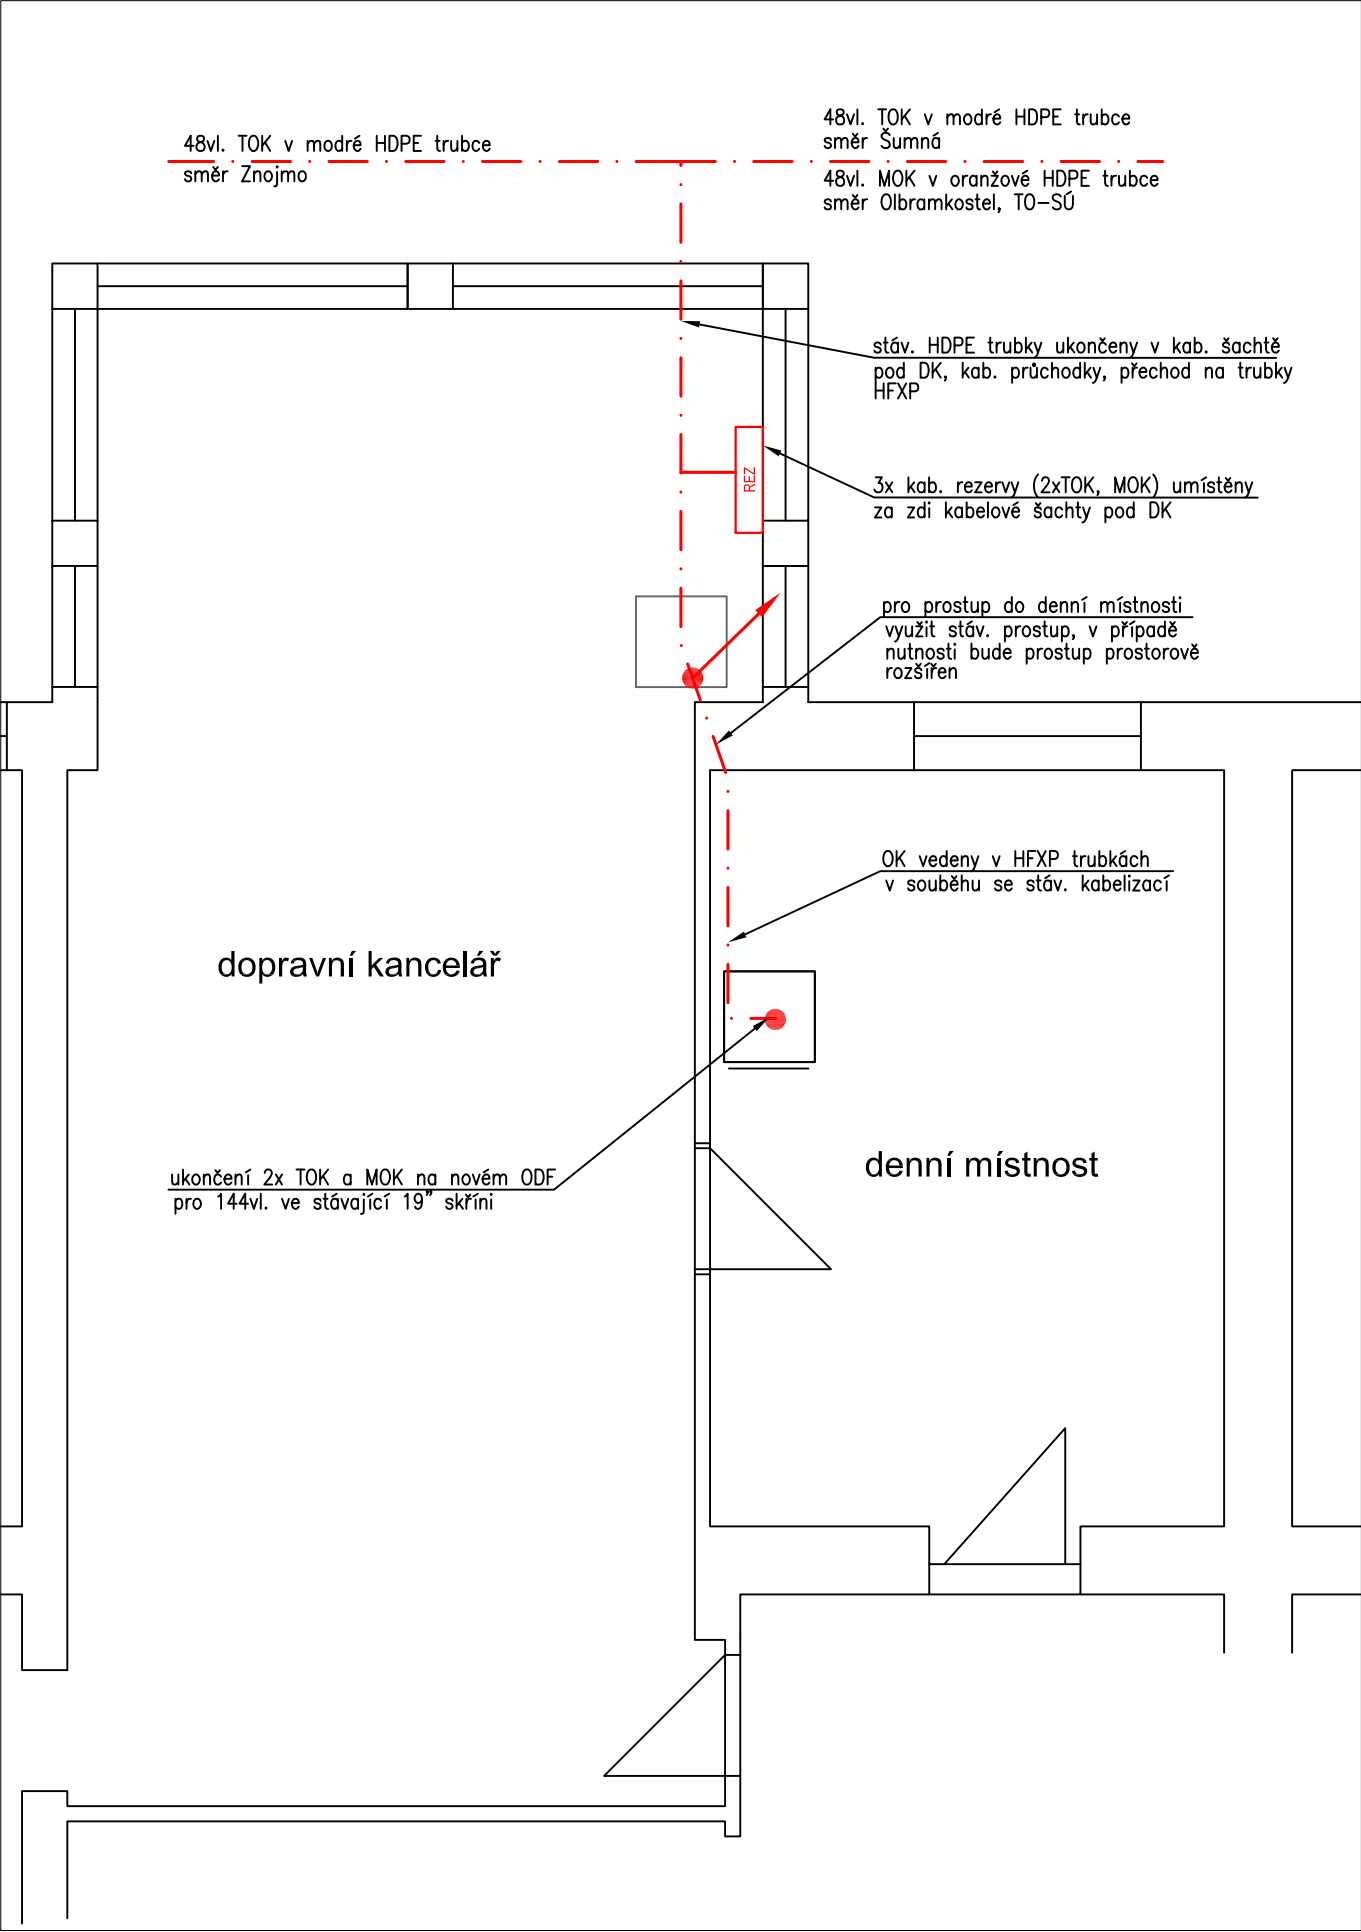 48vl. TOK v modré HDPE trubce
směr Znojmo
48vl. TOK v modré HDPE trubce
směr Šumná
48vl. MOK v oranžové HDPE trubce
směr Olbramkostel, TO-SÚ
stáv. HDPE trubky ukončeny v kab. šachtě
pod DK, kab. průchodky, přechod na trubky
HFXP
REZ
3x kab. rezervy (2xTOK, MOK) umístěny
za zdi kabelové šachty pod DK
pro prostup do denní místnosti
využit stáv. prostup, v případě
nutnosti bude prostup prostorově
rozšířen
OK vedeny v HFXP trubkách
v souběhu se stáv. kabelizací
dopravní kancelář
denní místnost
ukončení 2x TOK a MOK na novém ODF
pro 144vl. ve stávající 19" skříni